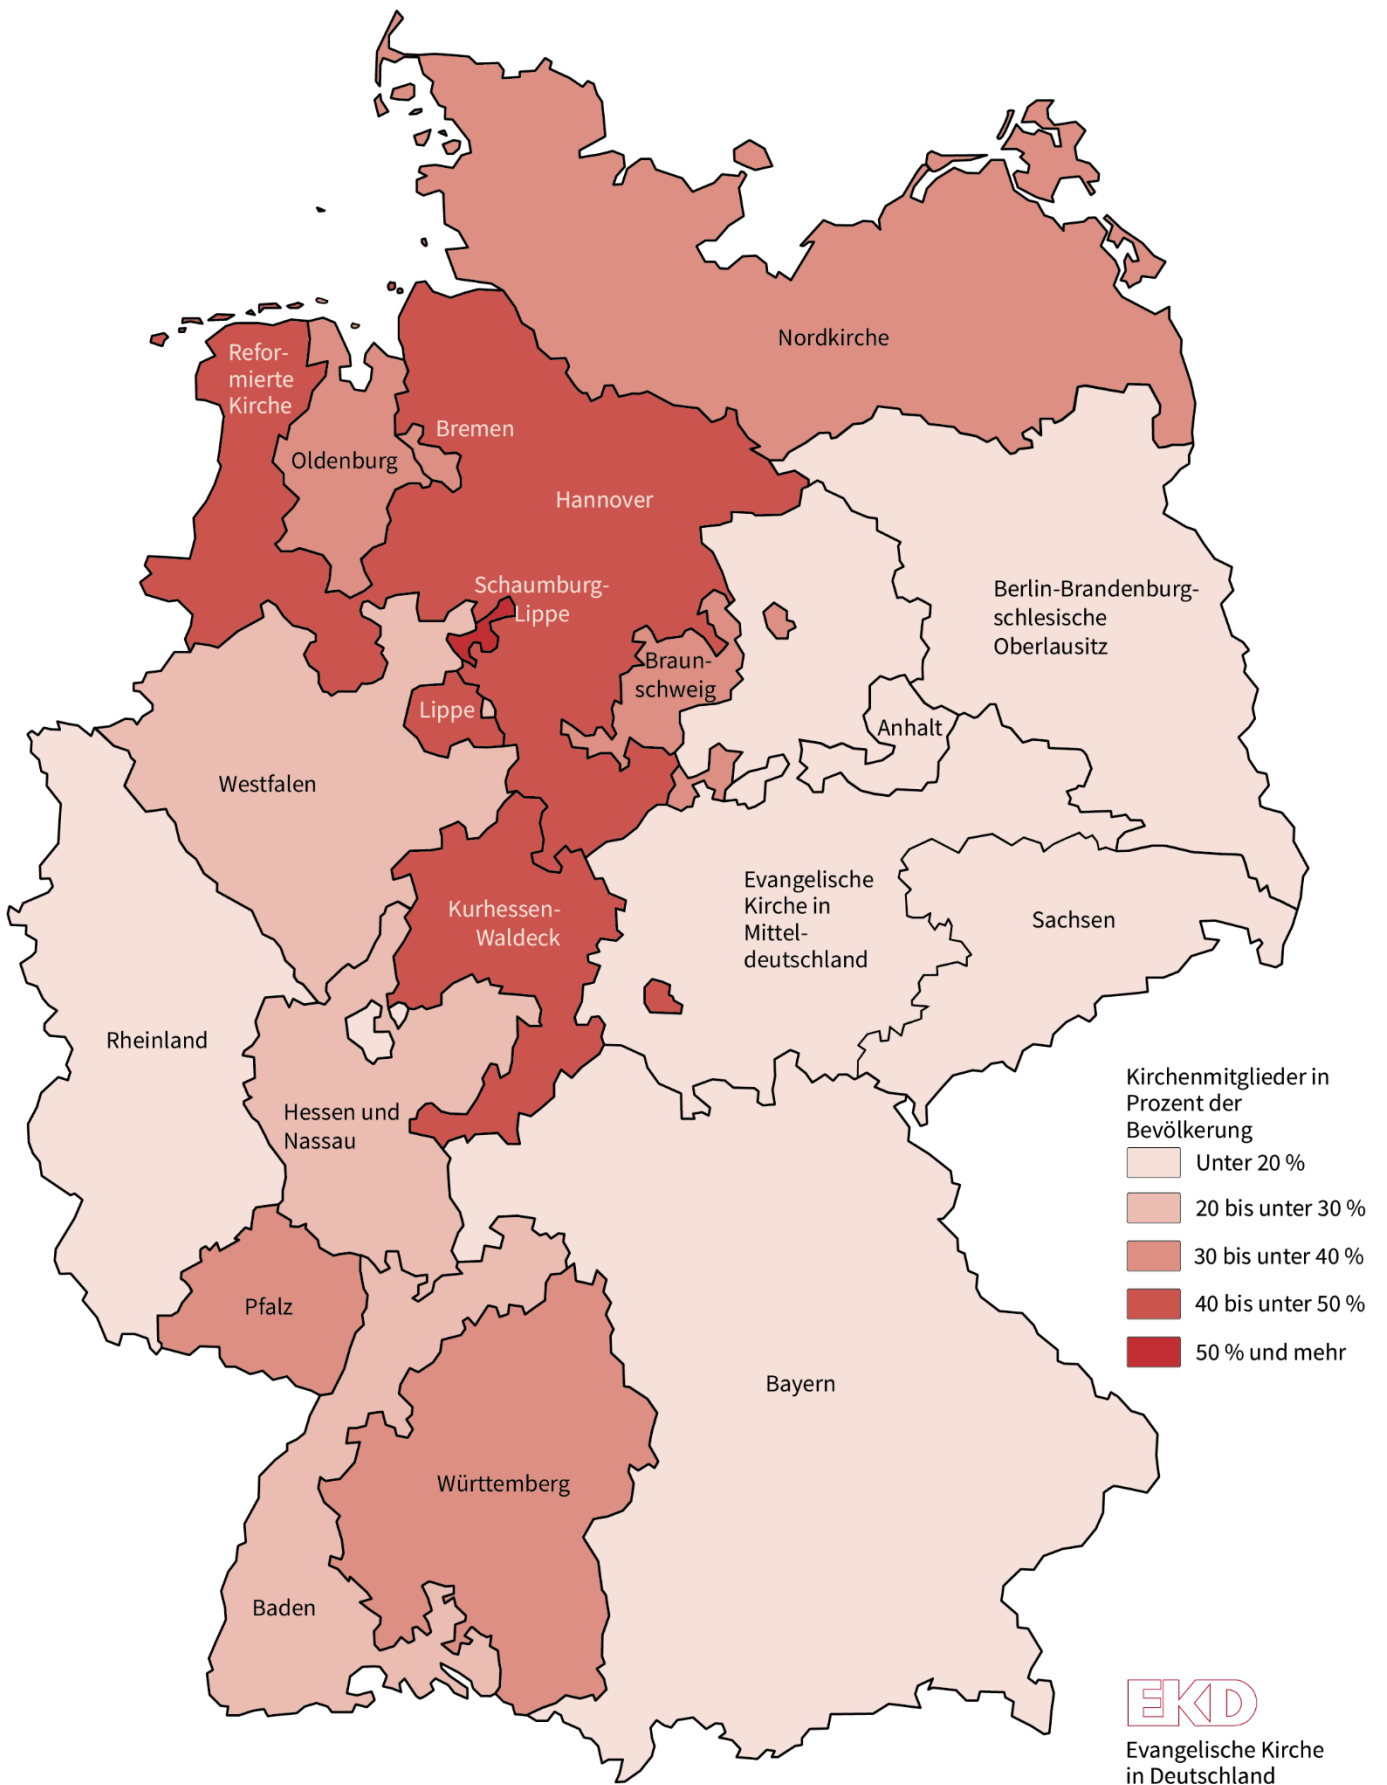 Nordkirche
Refor-
mierte
Kirche
Bremen
Oldenburg
Hannover
Schaumburg-
Lippe
Berlin-Brandenburg-
schlesische
Oberlausitz
Braun-
schweig
Lippe
Anhalt
Westfalen
Evangelische
Kirche in
Mittel-
deutschland
Kurhessen-
Waldeck
Sachsen
Rheinland
Hessen und
Nassau
Kirchenmitglieder in
Prozent der
Bevölkerung
Unter 20 %
20 bis unter 30 %
30 bis unter 40 %
40 bis unter 50 %
50 % und mehr
Pfalz
Bayern
Württemberg
Baden
EKD
Evangelische Kirche
in Deutschland